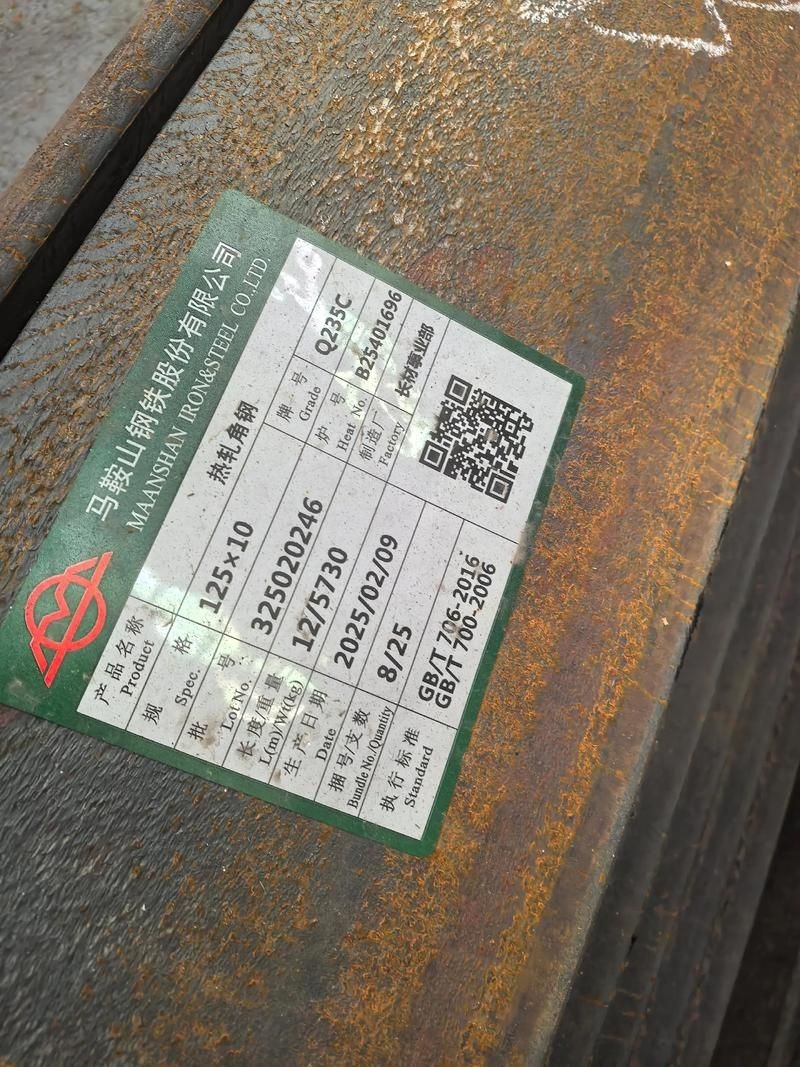 马鞍山钢铁股份有限公司
MAANSHAN IRON&STEEL CO.,LTD.
产品名称 Product 热轧角钢
规格 Spec. 125×10 牌号 Grade Q235C
批号 Lot No. 325020246 炉号 Heat No. B25401696
长度/重量 L(m)/Wt(kg) 12/5730 制造厂 Factory 长材事业部
生产日期 Date 2025/02/09
捆号/支数 Bundle No./Quantity 8/25
执行标准 Standard GB/T 706-2016
GB/T 700-2006